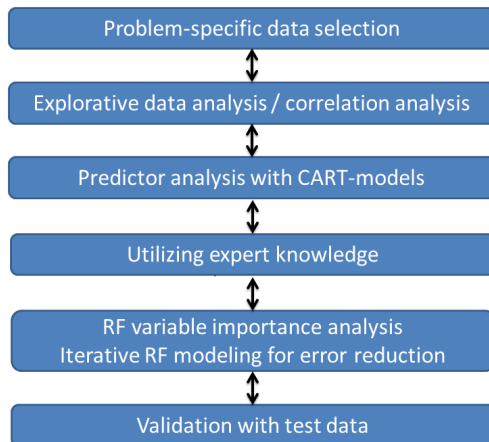 Problem-specific data selection
Explorative data analysis / correlation analysis
Predictor analysis with CART-models
Utilizing expert knowledge
RF variable importance analysis
Iterative RF modeling for error reduction
Validation with test data